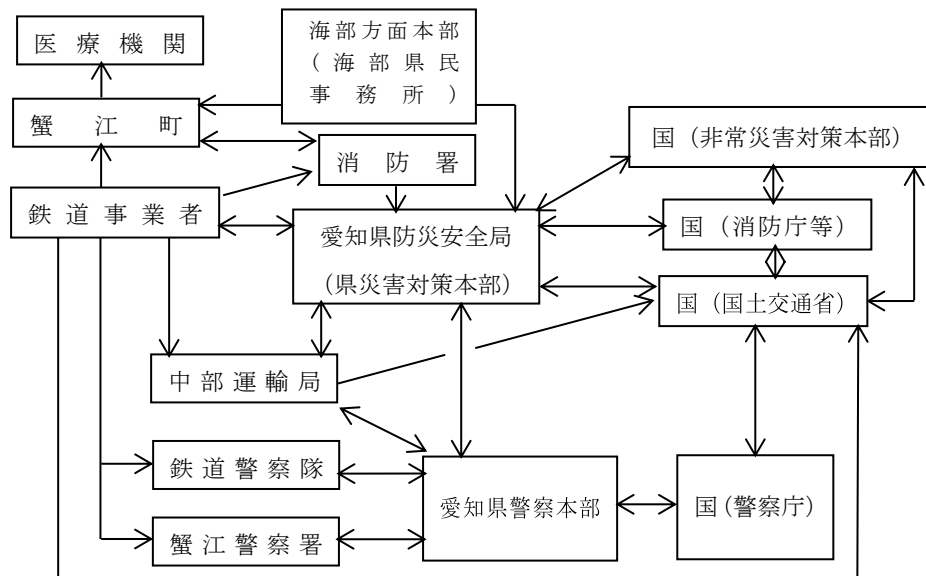 医療機関
海部方面本部
(海部県民
事務所)
蟹江町
国(非常災害対策本部)
消防署
鉄道事業者
国(消防庁等)
愛知県防災安全局
(県災害対策本部)
国(国土交通省)
中部運輸局
鉄道警察隊
愛知県警察本部
国(警察庁)
蟹江警察署